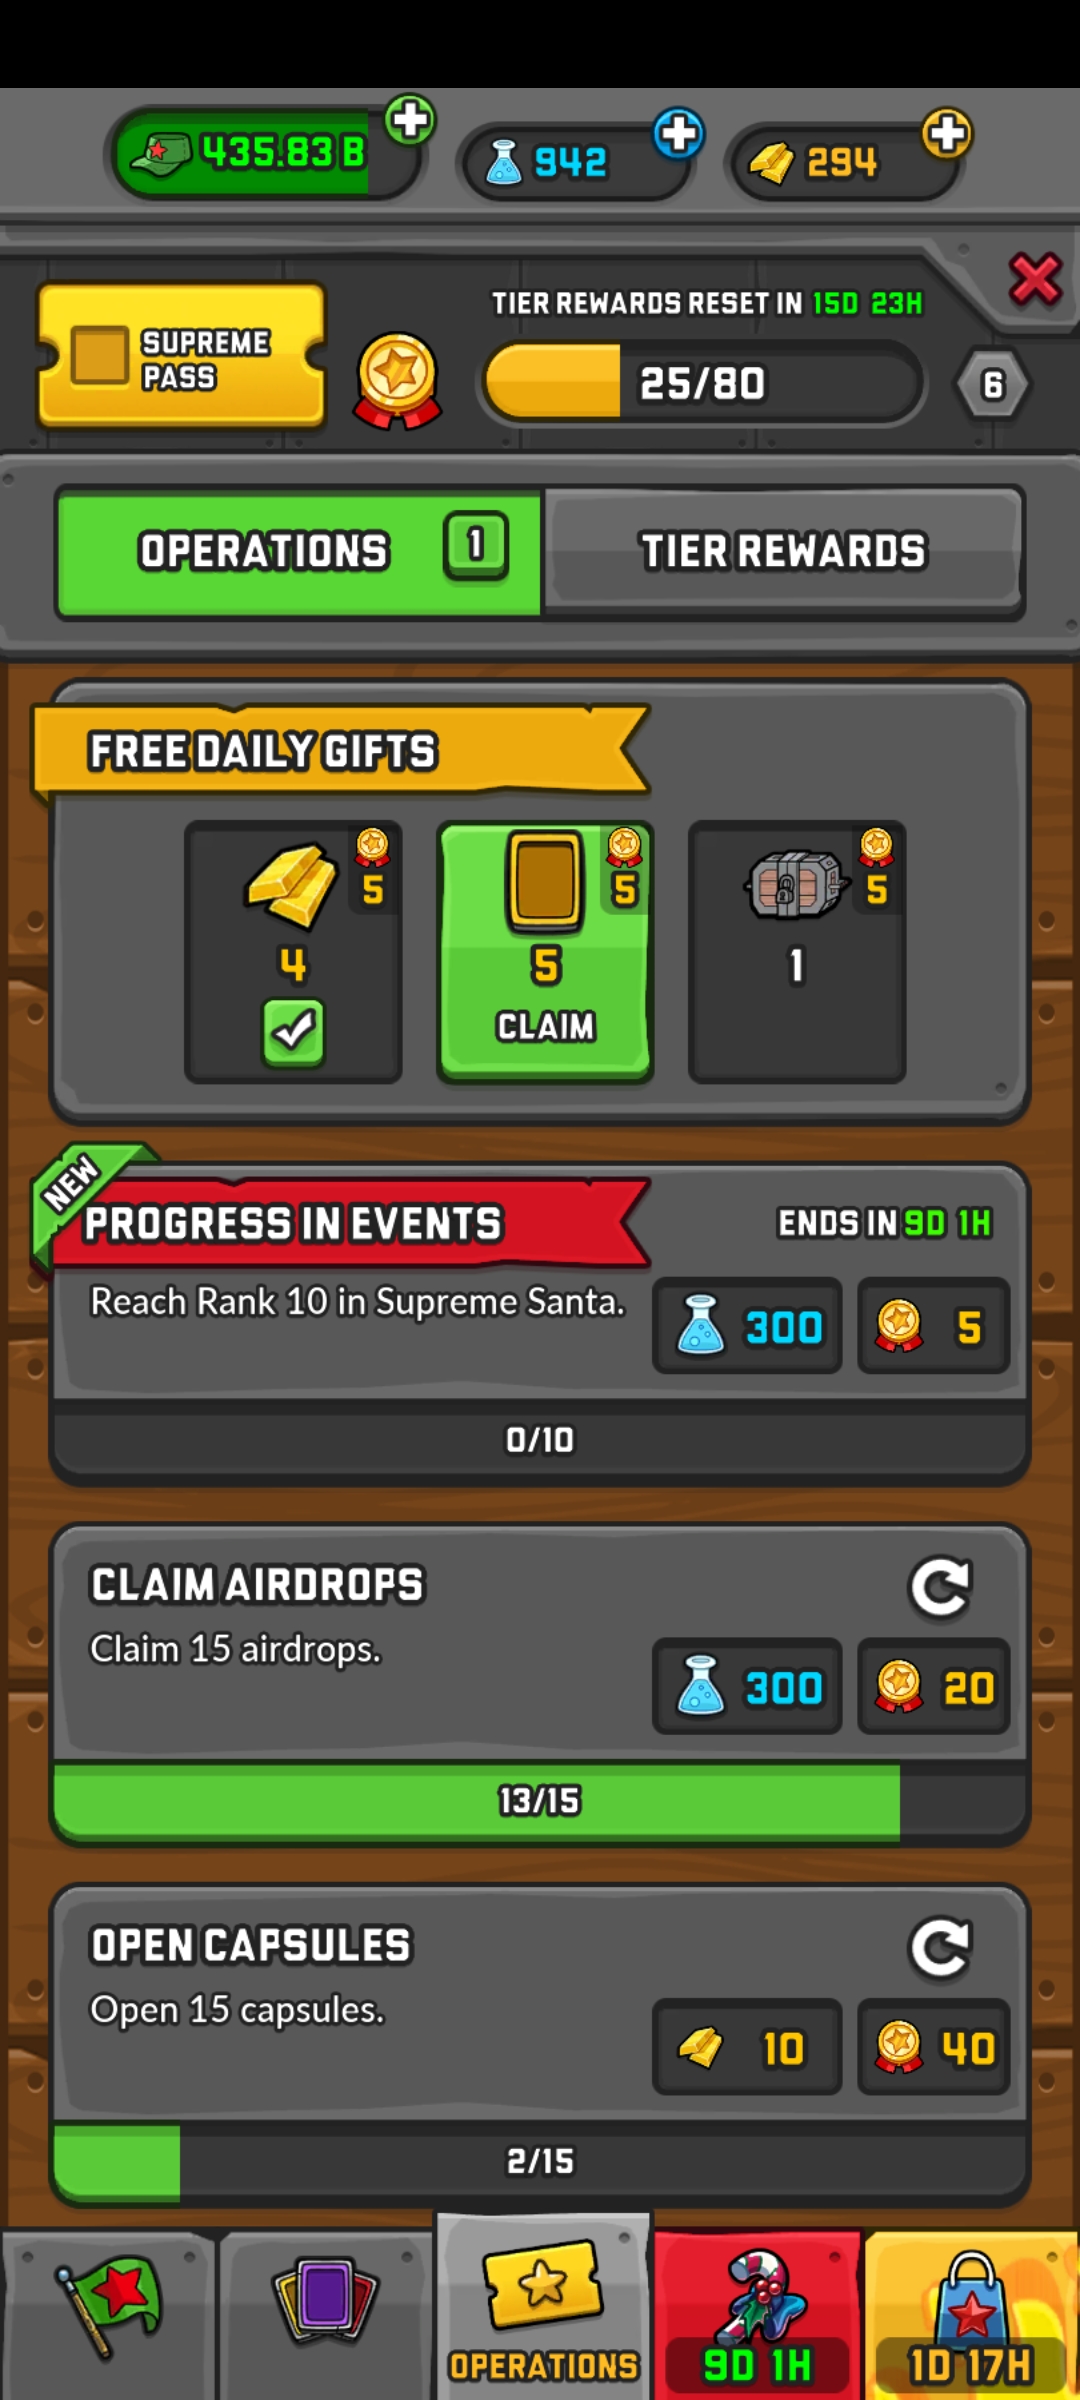 435.83 B
942
294
TIER REWARDS RESET IN 15D 23H
SUPREME
PASS
25/80
6
OPERATIONS
1
TIER REWARDS
FREE DAILY GIFTS
5
4
5
5
CLAIM
5
1
NEW
PROGRESS IN EVENTS
ENDS IN 9D 1H
Reach Rank 10 in Supreme Santa.
300
5
0/10
CLAIM AIRDROPS
Claim 15 airdrops.
300
20
13/15
OPEN CAPSULES
Open 15 capsules.
10
40
2/15
OPERATIONS
9D 1H
1D 17H